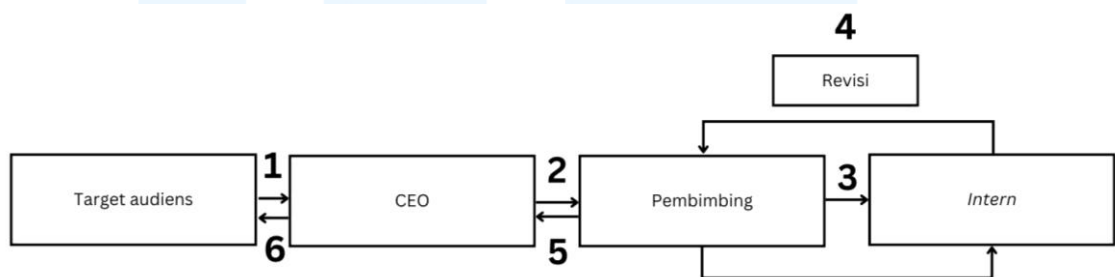 4
Revisi
1
2
3
Target audiens
CEO
Pembimbing
Intern
6
5